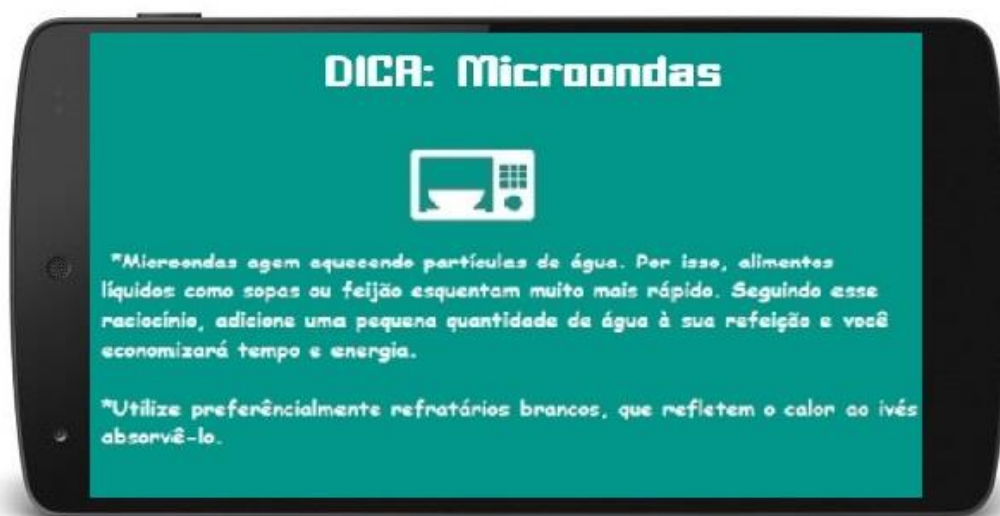 DICA: Microondas
*Microondas agem aquecendo partículas de água. Por isso, alimentos
líquidos como sopas ou feijão esquentam muito mais rápido. Seguindo esse
raciocínio, adicione uma pequena quantidade de água à sua refeição e você
economizará tempo e energia.
*Utilize preferêncialmente refratários brancos, que refletem o calor ao ivés
absorvê-lo.